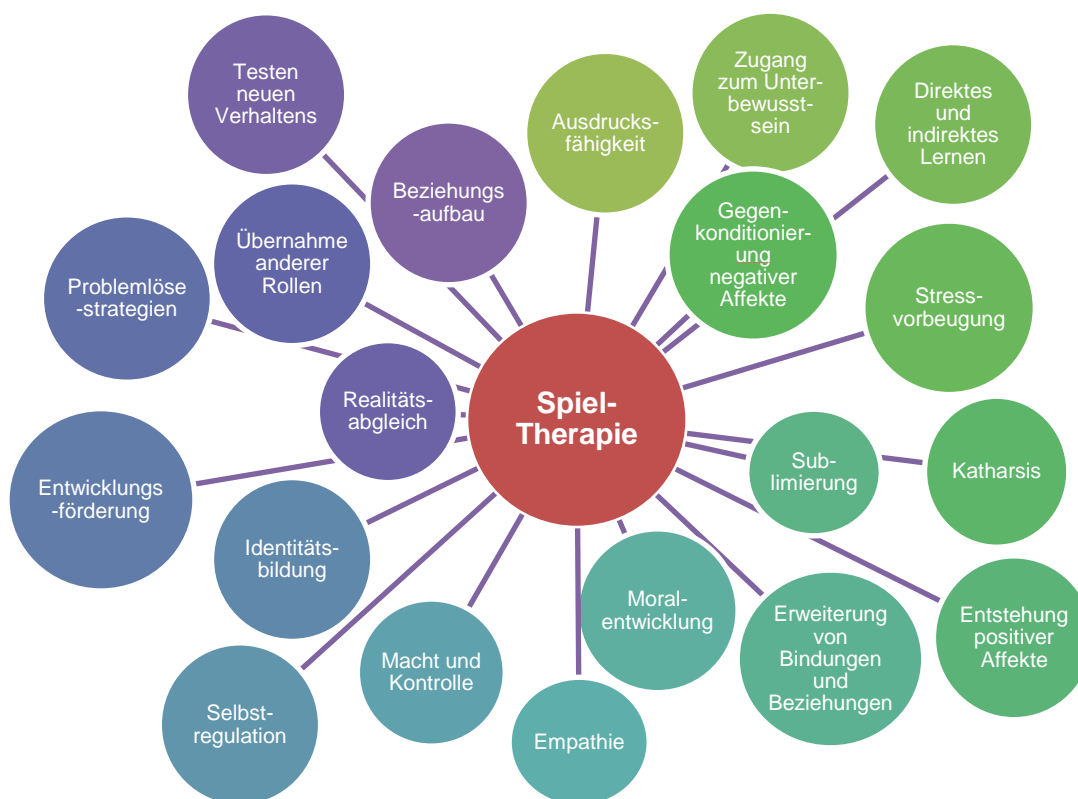 Testen
neuen
Verhaltens
Ausdrucks-
fähigkeit
Zugang
zum Unter-
bewusst-
sein
Direktes
und
indirektes
Lernen
Beziehungs
-aufbau
Übernahme
anderer
Rollen
Gegen-
konditionier-
ung
negativer
Affekte
Problemlöse
-strategien
Stress-
vorbeugung
Realitäts-
abgleich
Spiel-
Therapie
Sub-
limierung
Katharsis
Entwicklungs
-förderung
Identitäts-
bildung
Moral-
entwicklung
Erweiterung
von
Bindungen
und
Beziehungen
Entstehung
positiver
Affekte
Macht und
Kontrolle
Selbst-
regulation
Empathie